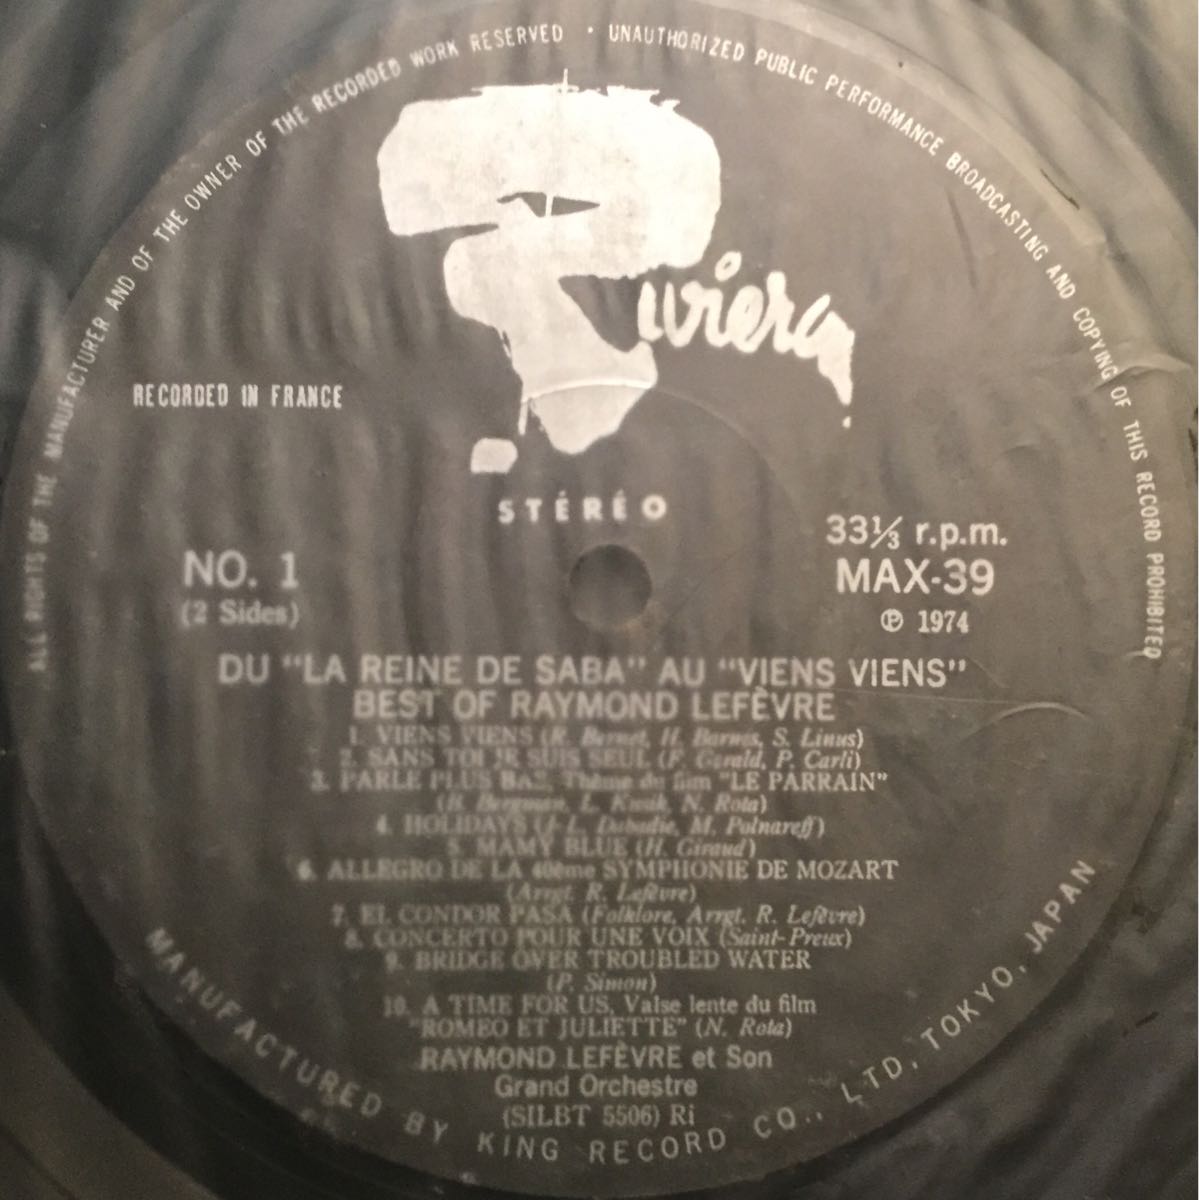 ALL RIGHTS OF THE MANUFACTURER AND OF THE OWNER OF THE RECORDED WORK RESERVED • UNAUTHORIZED PUBLIC PERFORMANCE BROADCASTING AND COPYING OF THIS RECORD PROHIBITED
Riviera
RECORDED IN FRANCE
STÉRÉO
33⅓ r.p.m.
NO. 1
MAX-39
(2 Sides)
℗ 1974
DU "LA REINE DE SABA" AU "VIENS VIENS"
BEST OF RAYMOND LEFÈVRE
1. VIENS VIENS (R. Bernet, H. Barnes, S. Linus)
2. SANS TOI JE SUIS SEUL (F. Gerald, P. Carli)
3. PARLE PLUS BAS, Thème du film "LE PARRAIN"
(B. Bergman, L. Kusik, N. Rota)
4. HOLIDAYS (J-L. Dabadie, M. Polnareff)
5. MAMY BLUE (H. Giraud)
6. ALLEGRO DE LA 40ème SYMPHONIE DE MOZART
(Arrgt. R. Lefèvre)
7. EL CONDOR PASA (Folklore, Arrgt. R. Lefèvre)
8. CONCERTO POUR UNE VOIX (Saint-Preux)
9. BRIDGE OVER TROUBLED WATER
(P. Simon)
10. A TIME FOR US, Valse lente du film
"ROMEO ET JULIETTE" (N. Rota)
RAYMOND LEFÈVRE et Son
Grand Orchestre
(SILBT 5506) Ri
MANUFACTURED BY KING RECORD CO., LTD, TOKYO, JAPAN